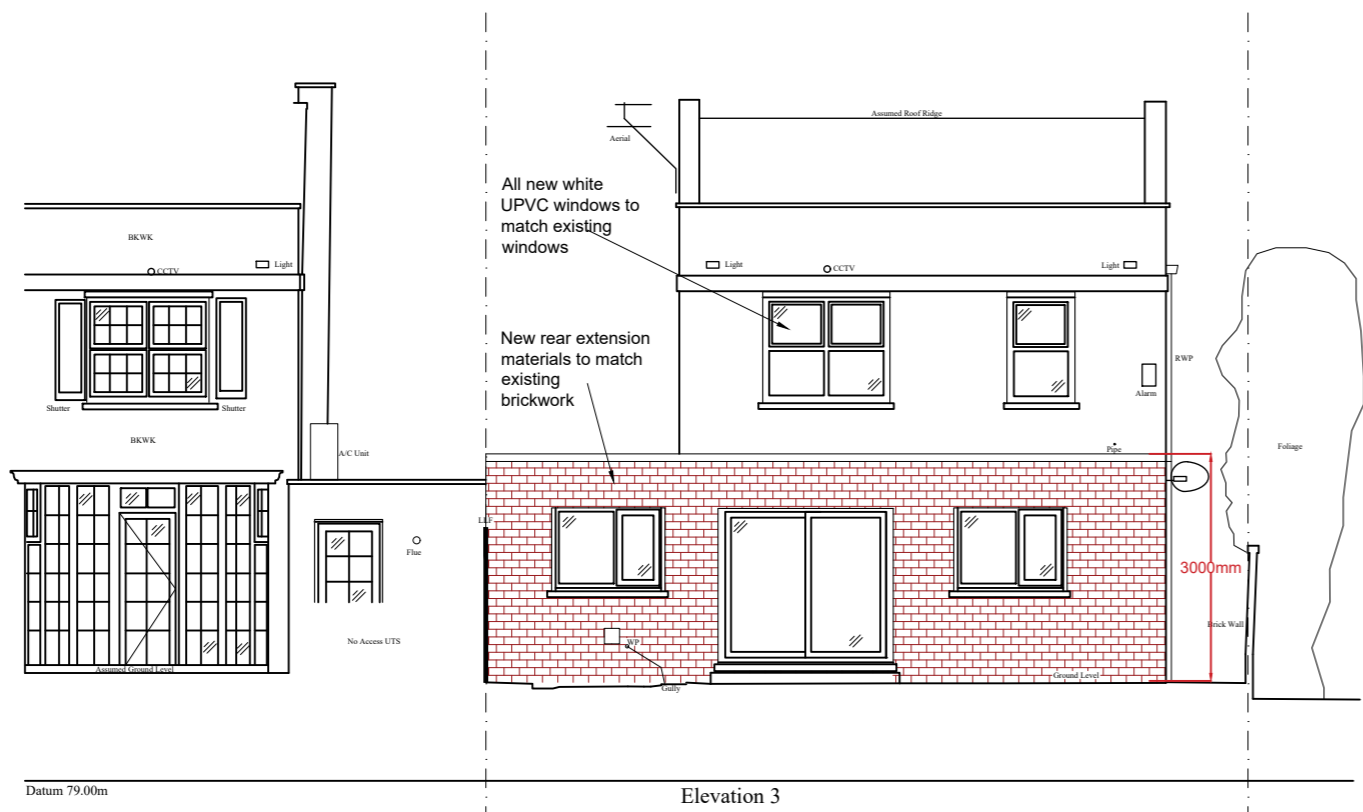 Assumed Roof Ridge
Aerial
All new white
UPVC windows to
match existing
windows
BKWK
CCTV
Light
Light
CCTV
Light
New rear extension
materials to match
existing
brickwork
RWP
Alarm
Shutter
Shutter
BKWK
A/C Unit
Pipe
Foliage
LLF
Flue
3000mm
Brick Wall
No Access UTS
WP
Assumed Ground Level
Gully
Ground Level
Datum 79.00m
Elevation 3